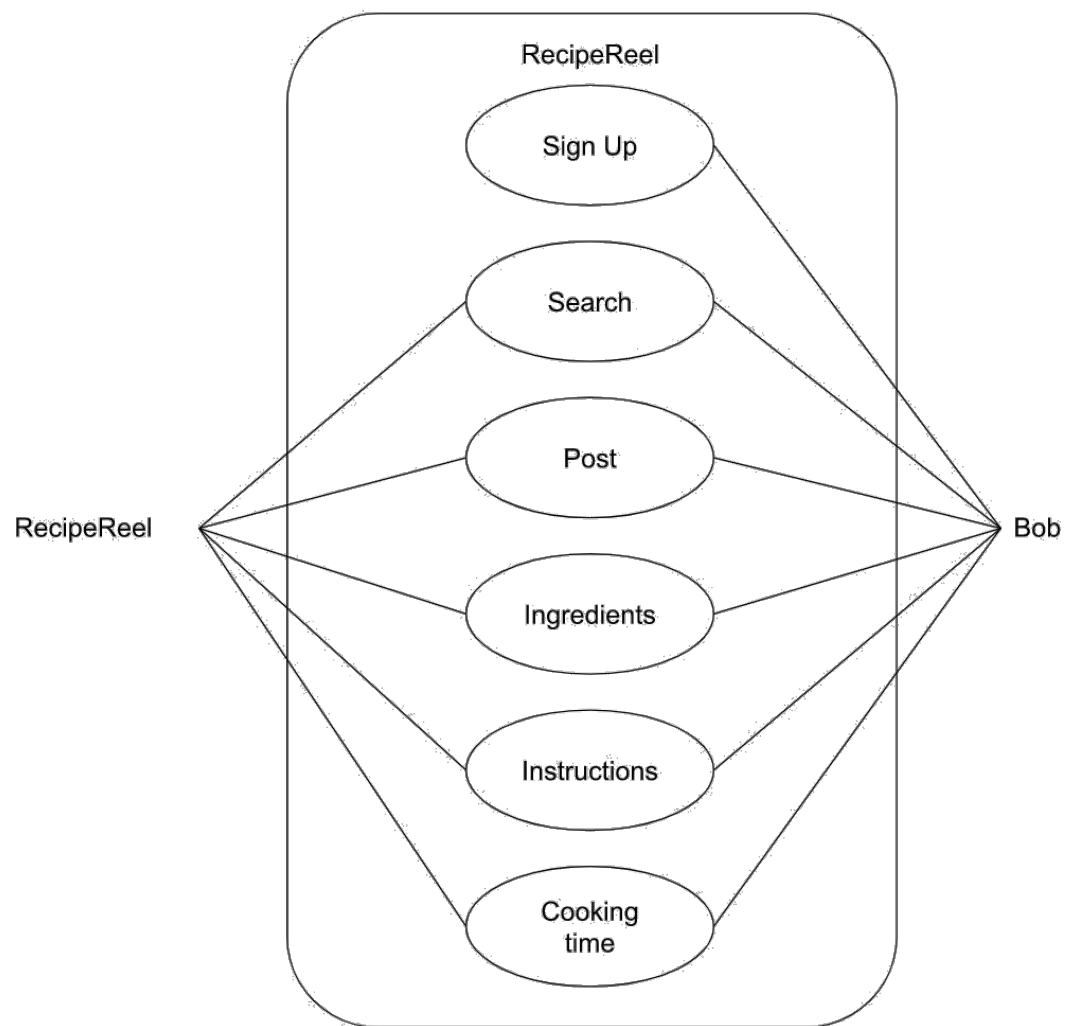 RecipeReel
Sign Up
Search
Post
RecipeReel
Bob
Ingredients
Instructions
Cooking
time